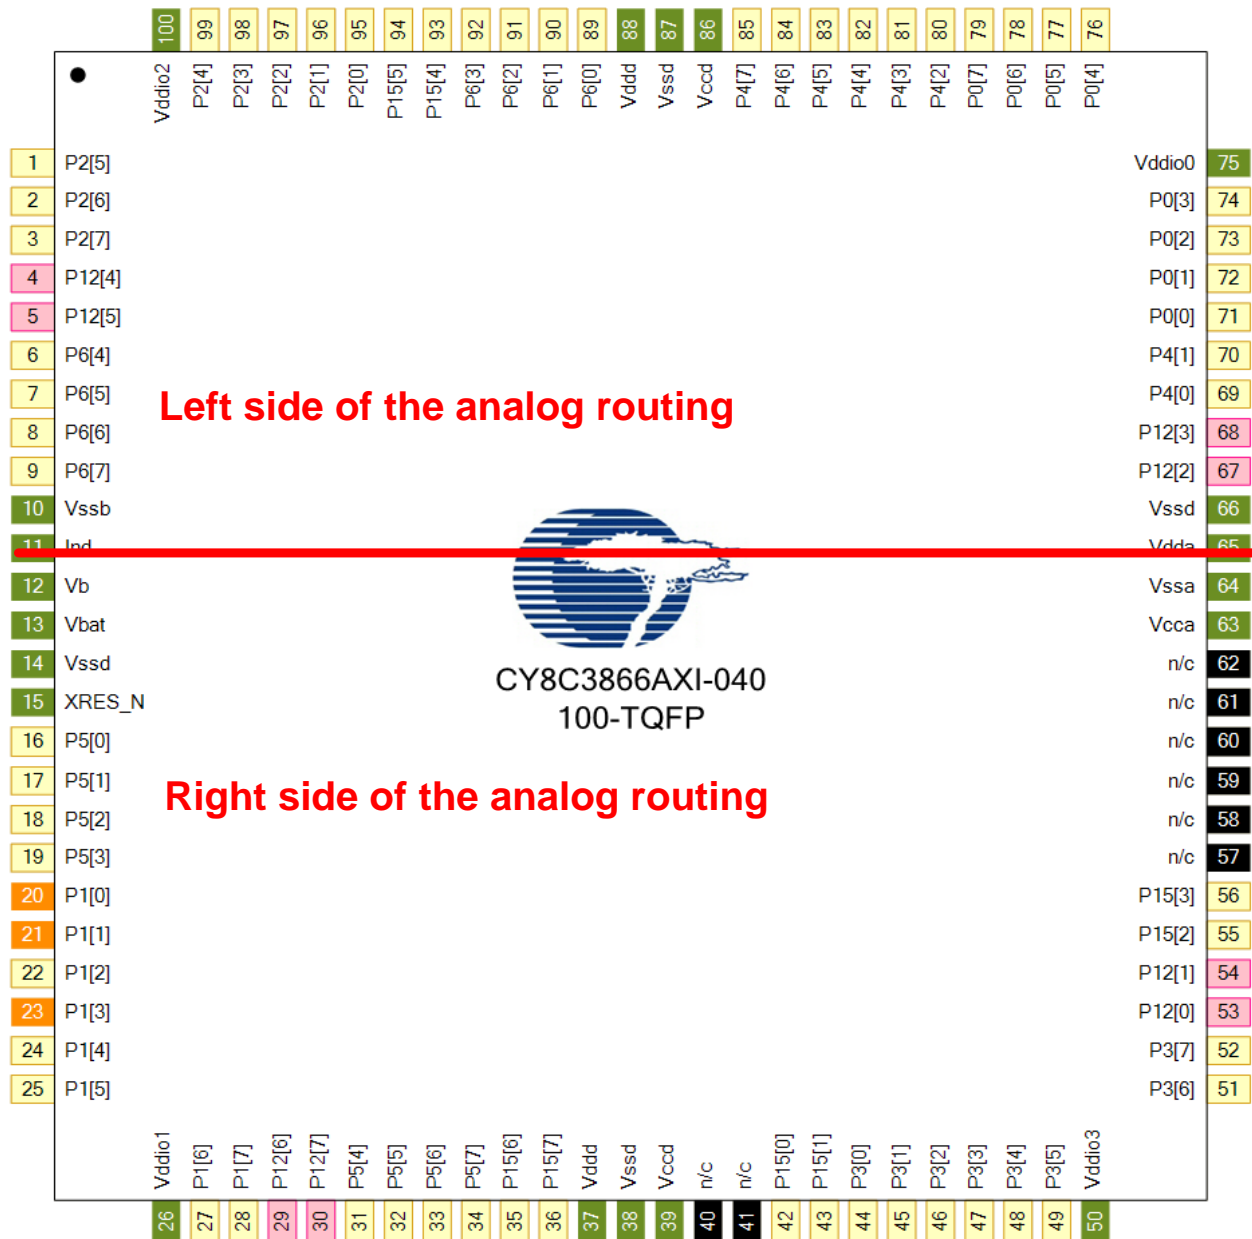 100 99 98 97 96 95 94 93 92 91 90 89 88 87 86 85 84 83 82 81 80 79 78 77 76
Vddio2 P2[4] P2[3] P2[2] P2[1] P2[0] P15[5] P15[4] P6[3] P6[2] P6[1] P6[0] Vddd Vssd Vccd P4[7] P4[6] P4[5] P4[4] P4[3] P4[2] P0[7] P0[6] P0[5] P0[4]
1 P2[5] Vddio0 75
2 P2[6] P0[3] 74
3 P2[7] P0[2] 73
4 P12[4] P0[1] 72
5 P12[5] P0[0] 71
6 P6[4] P4[1] 70
7 P6[5] P4[0] 69
Left side of the analog routing
8 P6[6] P12[3] 68
9 P6[7] P12[2] 67
10 Vssb Vssd 66
11 Ind Vdda 65
12 Vb Vssa 64
13 Vbat Vcca 63
14 Vssd n/c 62
CY8C3866AXI-040
15 XRES_N n/c 61
100-TQFP
16 P5[0] n/c 60
17 P5[1] n/c 59
Right side of the analog routing
18 P5[2] n/c 58
19 P5[3] n/c 57
20 P1[0] P15[3] 56
21 P1[1] P15[2] 55
22 P1[2] P12[1] 54
23 P1[3] P12[0] 53
24 P1[4] P3[7] 52
25 P1[5] P3[6] 51
Vddio1 P1[6] P1[7] P12[6] P12[7] P5[4] P5[5] P5[6] P5[7] P15[6] P15[7] Vddd Vssd Vccd n/c n/c P15[0] P15[1] P3[0] P3[1] P3[2] P3[3] P3[4] P3[5] Vddio3
26 27 28 29 30 31 32 33 34 35 36 37 38 39 40 41 42 43 44 45 46 47 48 49 50